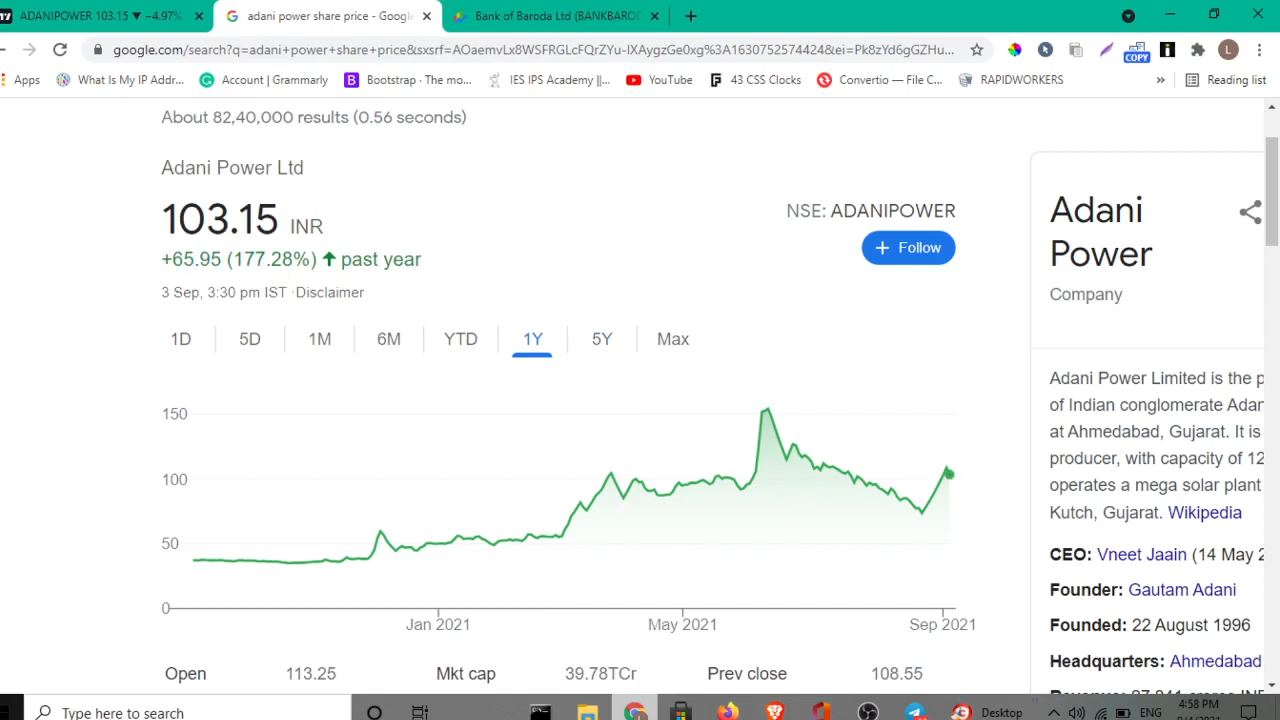 ADANIPOWER 103.15 ▼ −4.97%
adani power share price - Google
Bank of Baroda Ltd (BANKBARO
google.com/search?q=adani+power+share+price&sxsrf=AOaemvLx8WSFRGLcFQrZYu-IXAygzGe0xg%3A1630752574424&ei=Pk8zYd6gGZHu...
COPY
L
Apps
What Is My IP Addr...
Account | Grammarly
Bootstrap · The mo...
IES IPS Academy ||...
YouTube
43 CSS Clocks
Convertio — File C...
RAPIDWORKERS
»
Reading list
About 82,40,000 results (0.56 seconds)
Adani Power Ltd
103.15 INR
NSE: ADANIPOWER
+65.95 (177.28%) ↑ past year
+ Follow
3 Sep, 3:30 pm IST · Disclaimer
1D 5D 1M 6M YTD 1Y 5Y Max
150
100
50
0
Jan 2021 May 2021 Sep 2021
Open 113.25 Mkt cap 39.78TCr Prev close 108.55
Adani
Power
Company
Adani Power Limited is the p
of Indian conglomerate Adar
at Ahmedabad, Gujarat. It is
producer, with capacity of 12
operates a mega solar plant
Kutch, Gujarat. Wikipedia
CEO: Vneet Jaain (14 May 2
Founder: Gautam Adani
Founded: 22 August 1996
Headquarters: Ahmedabad
Type here to search
Desktop
ENG
4:58 PM